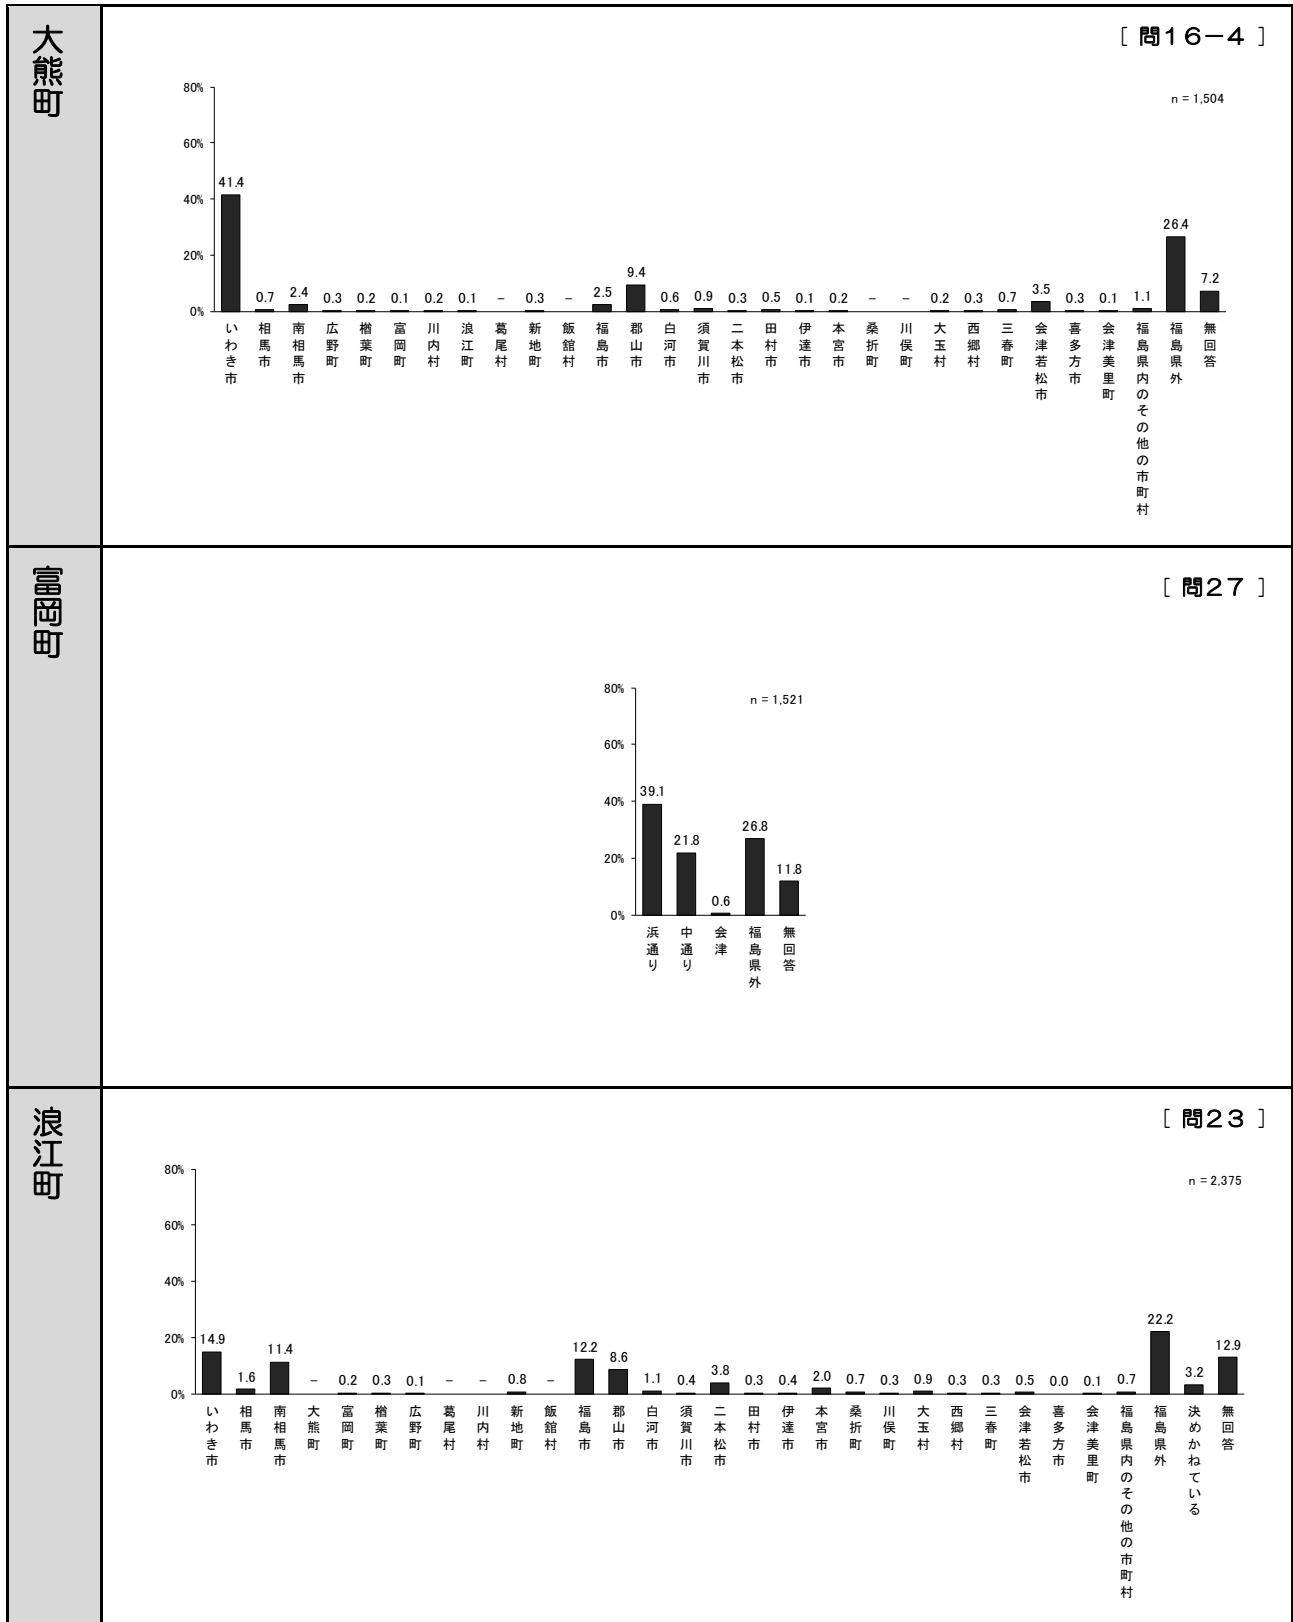 大熊町
［ 問16－4 ］
n = 1,504
80%
60%
40%
20%
0%
41.4 0.7 2.4 0.3 0.2 0.1 0.2 0.1 － 0.3 － 2.5 9.4 0.6 0.9 0.3 0.5 0.1 0.2 － － 0.2 0.3 0.7 3.5 0.3 0.1 1.1 26.4 7.2
いわき市
相馬市
南相馬市
広野町
楢葉町
富岡町
川内村
浪江町
葛尾村
新地町
飯舘村
福島市
郡山市
白河市
須賀川市
二本松市
田村市
伊達市
本宮市
桑折町
川俣町
大玉村
西郷村
三春町
会津若松市
喜多方市
会津美里町
福島県内のその他の市町村
福島県外
無回答
富岡町
［ 問27 ］
n = 1,521
80%
60%
40%
20%
0%
39.1 21.8 0.6 26.8 11.8
浜通り
中通り
会津
福島県外
無回答
浪江町
［ 問23 ］
n = 2,375
80%
60%
40%
20%
0%
14.9 1.6 11.4 － 0.2 0.3 0.1 － － 0.8 － 12.2 8.6 1.1 0.4 3.8 0.3 0.4 2.0 0.7 0.3 0.9 0.3 0.3 0.5 0.0 0.1 0.7 22.2 3.2 12.9
いわき市
相馬市
南相馬市
大熊町
富岡町
楢葉町
広野町
葛尾村
川内村
新地町
飯舘村
福島市
郡山市
白河市
須賀川市
二本松市
田村市
伊達市
本宮市
桑折町
川俣町
大玉村
西郷村
三春町
会津若松市
喜多方市
会津美里町
福島県内のその他の市町村
福島県外
決めかねている
無回答